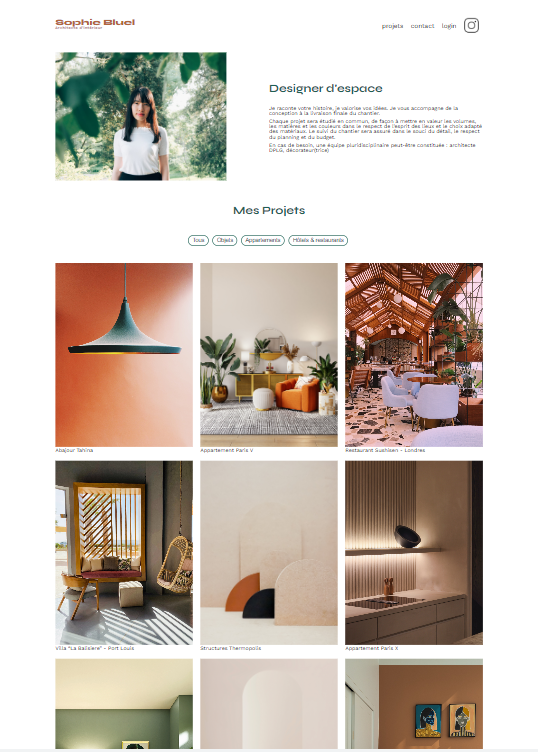 Sophie Bluel
Architecte d'intérieur
projets contact login
Designer d'espace
Je raconte votre histoire, je valorise vos idées. Je vous accompagne de la
conception à la livraison finale du chantier.
Chaque projet sera étudié en commun, de façon à mettre en valeur les volumes,
les matières et les couleurs dans le respect de l'esprit des lieux et le choix adapté
des matériaux. Le suivi du chantier sera assuré dans le souci du détail, le respect
du planning et du budget.
En cas de besoin, une équipe pluridisciplinaire peut-être constituée : architecte
DPLG, décorateur(trice)
Mes Projets
Tous Objets Appartements Hôtels & restaurants
Abajour Tahina
Appartement Paris V
Restaurant Sushisen - Londres
Villa "La Balisière" - Port Louis
Structures Thermopolis
Appartement Paris X